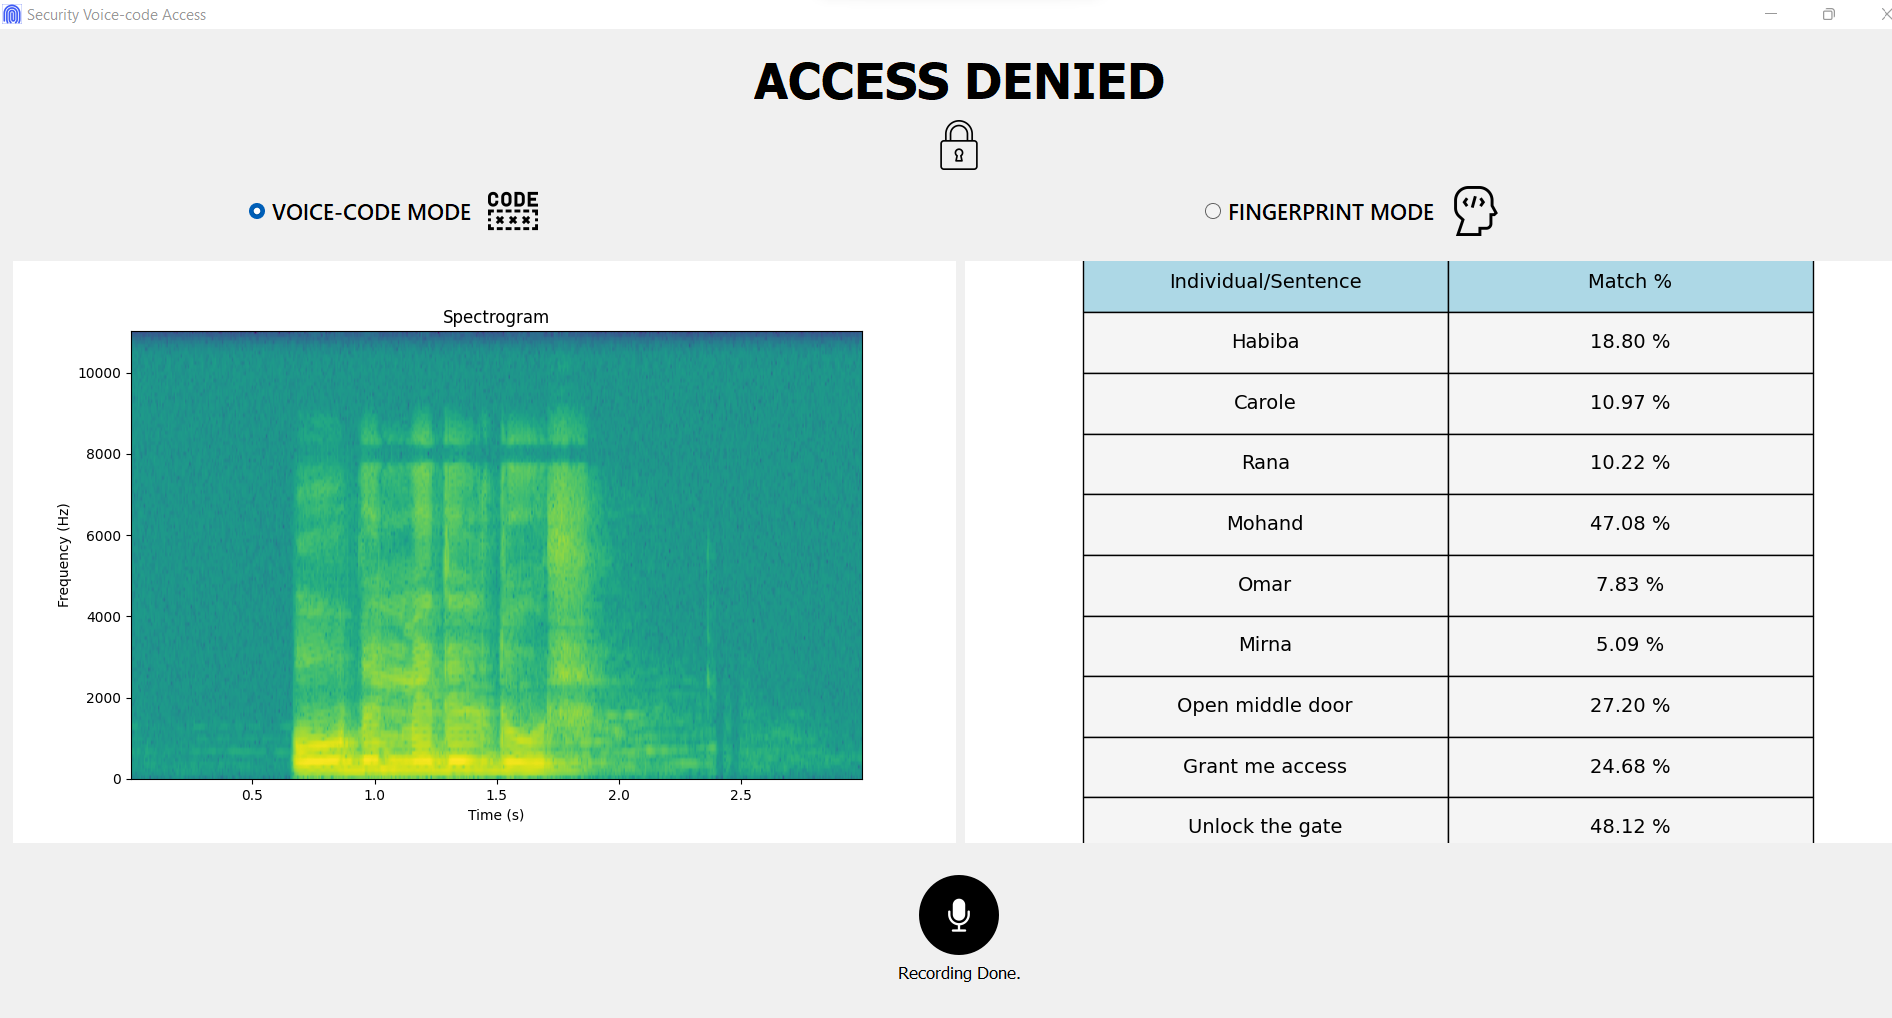 Security Voice-code Access
ACCESS DENIED
VOICE-CODE MODE
CODE
FINGERPRINT MODE
Spectrogram
10000
8000
6000
4000
2000
0
Frequency (Hz)
0.5 1.0 1.5 2.0 2.5
Time (s)
Individual/Sentence Match %
Habiba 18.80 %
Carole 10.97 %
Rana 10.22 %
Mohand 47.08 %
Omar 7.83 %
Mirna 5.09 %
Open middle door 27.20 %
Grant me access 24.68 %
Unlock the gate 48.12 %
Recording Done.